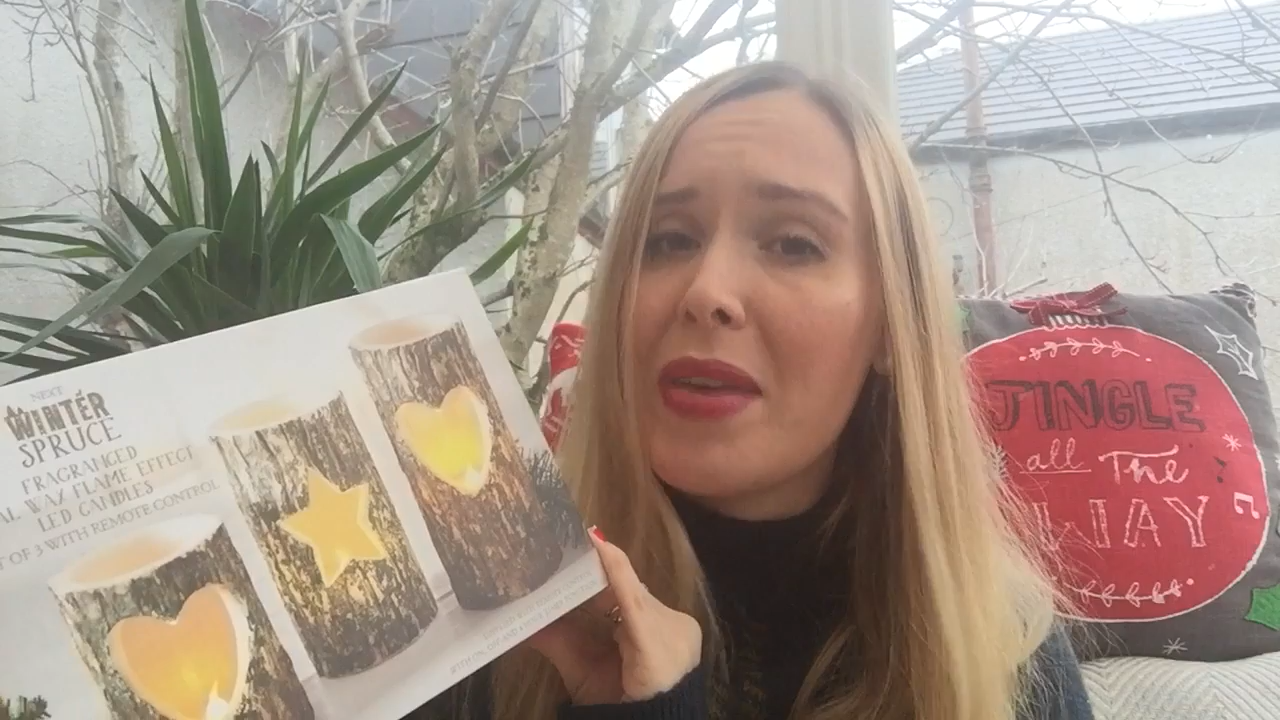 NEXT
WINTER
SPRUCE
FRAGRANCED
AL WAX FLAME EFFECT
LED CANDLES
T OF 3 WITH REMOTE CONTROL
JINGLE
all The
WAY